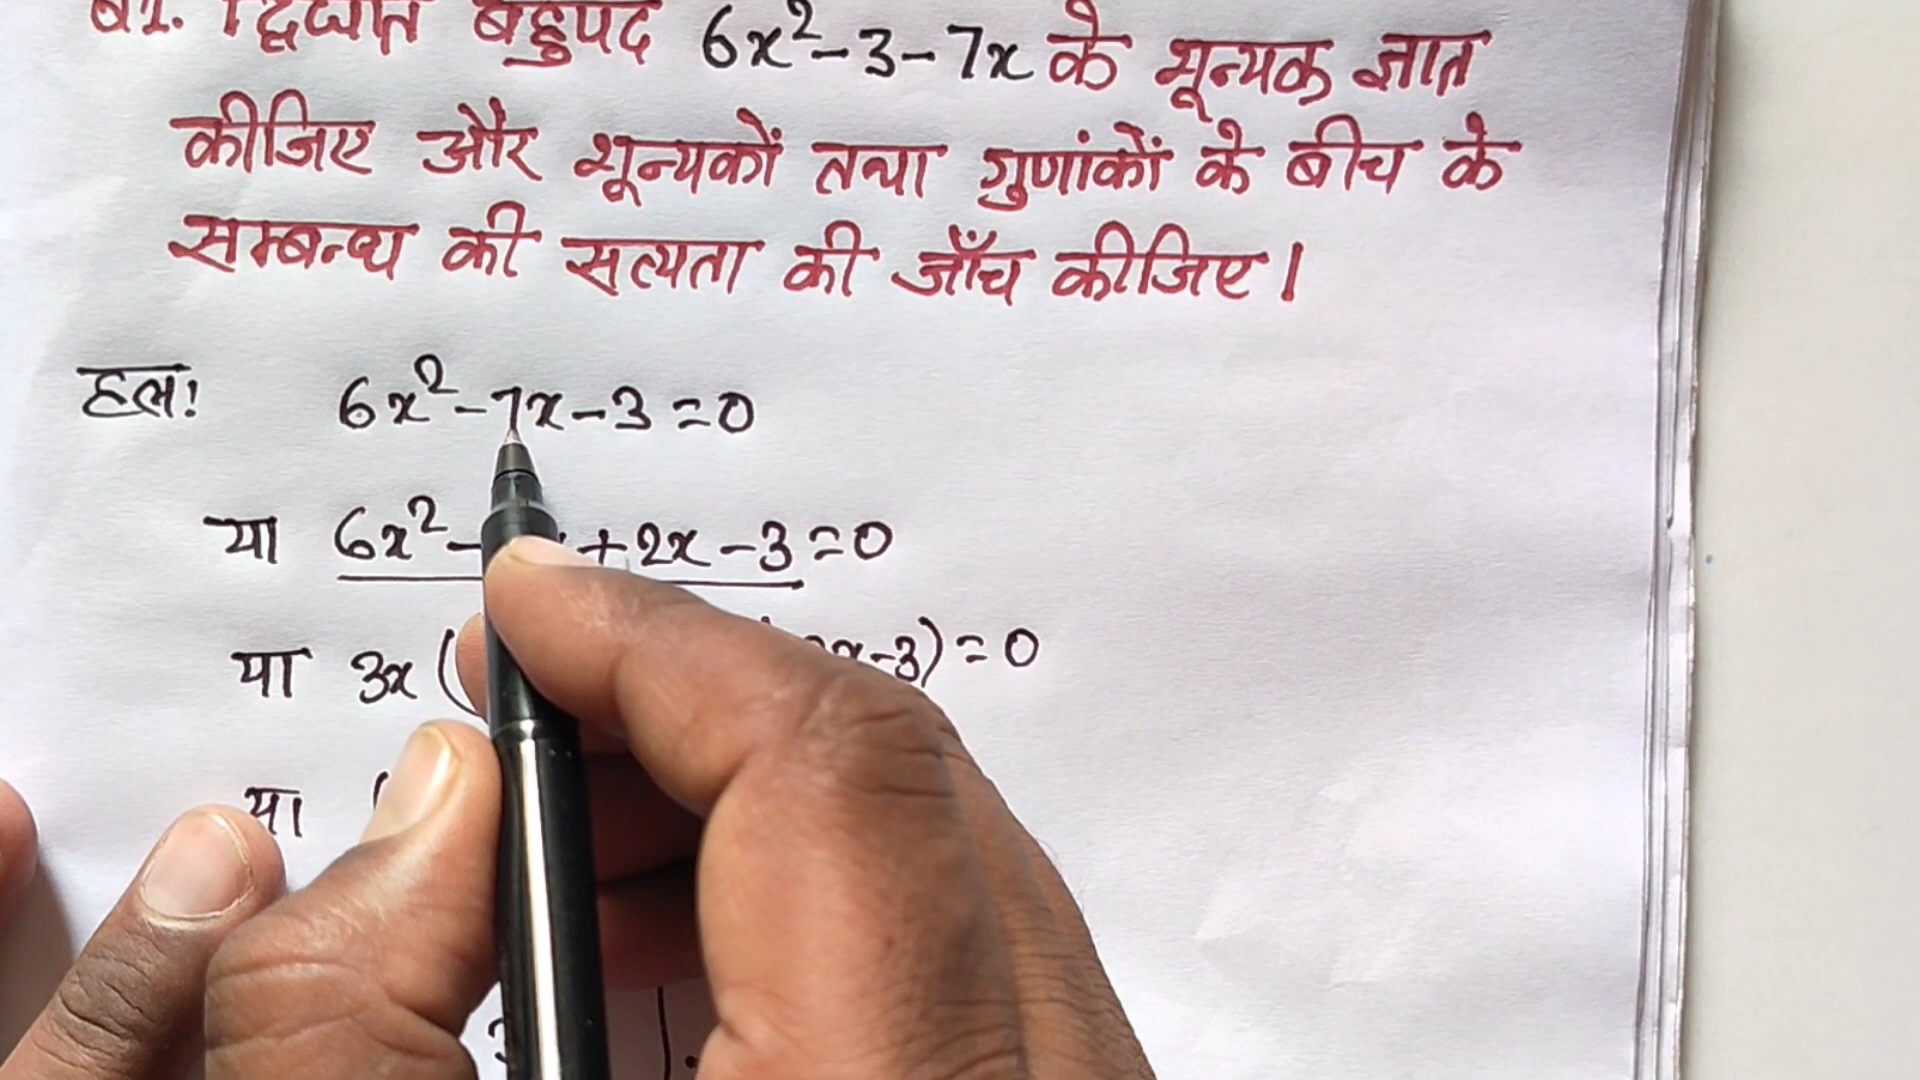 द्विघात बहुपद 6x²-3-7x के शून्यक ज्ञात
कीजिए और शून्यकों तथा गुणांकों के बीच के
सम्बन्ध की सत्यता की जाँच कीजिए।
हल: 6x²-7x-3=0
या 6x²- +2x-3=0
या 3x( -3)=0
या (